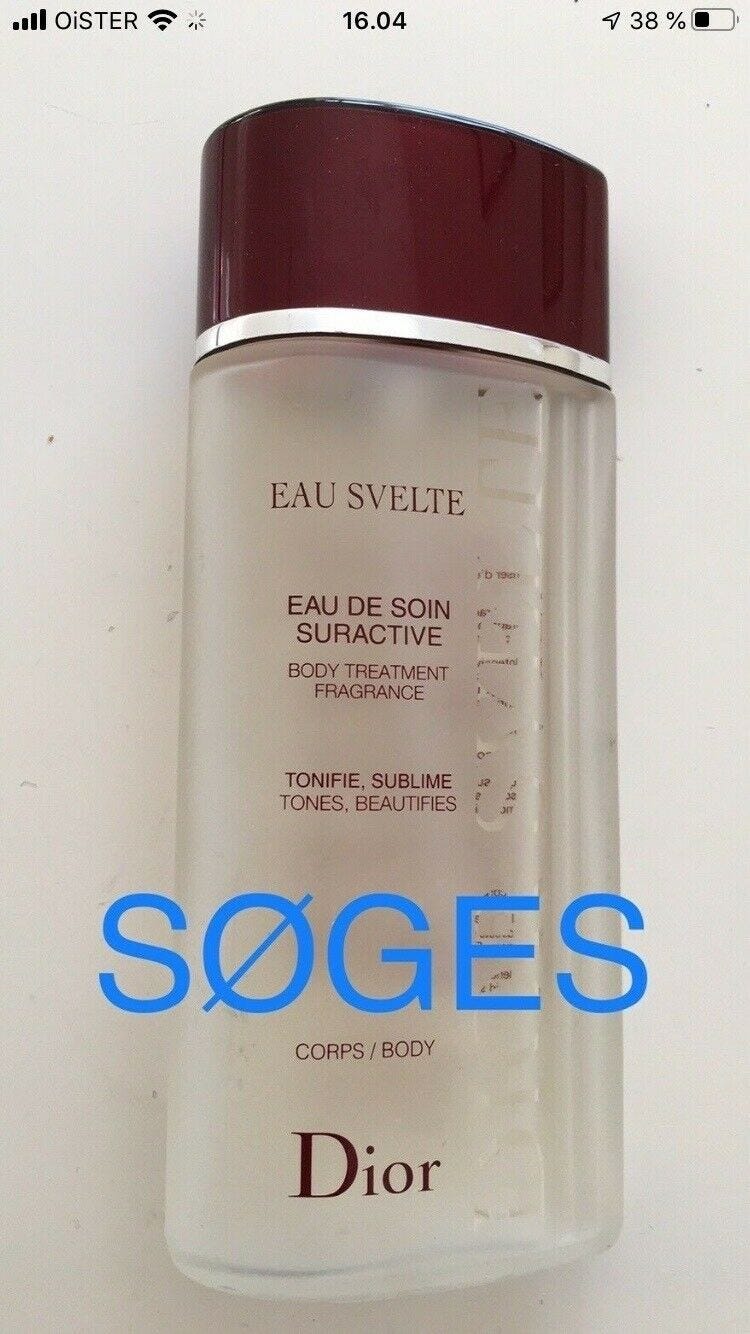 OiSTER 16.04 38 %
EAU SVELTE
EAU DE SOIN
SURACTIVE
BODY TREATMENT
FRAGRANCE
TONIFIE, SUBLIME
TONES, BEAUTIFIES
SØGES
CORPS / BODY
Dior